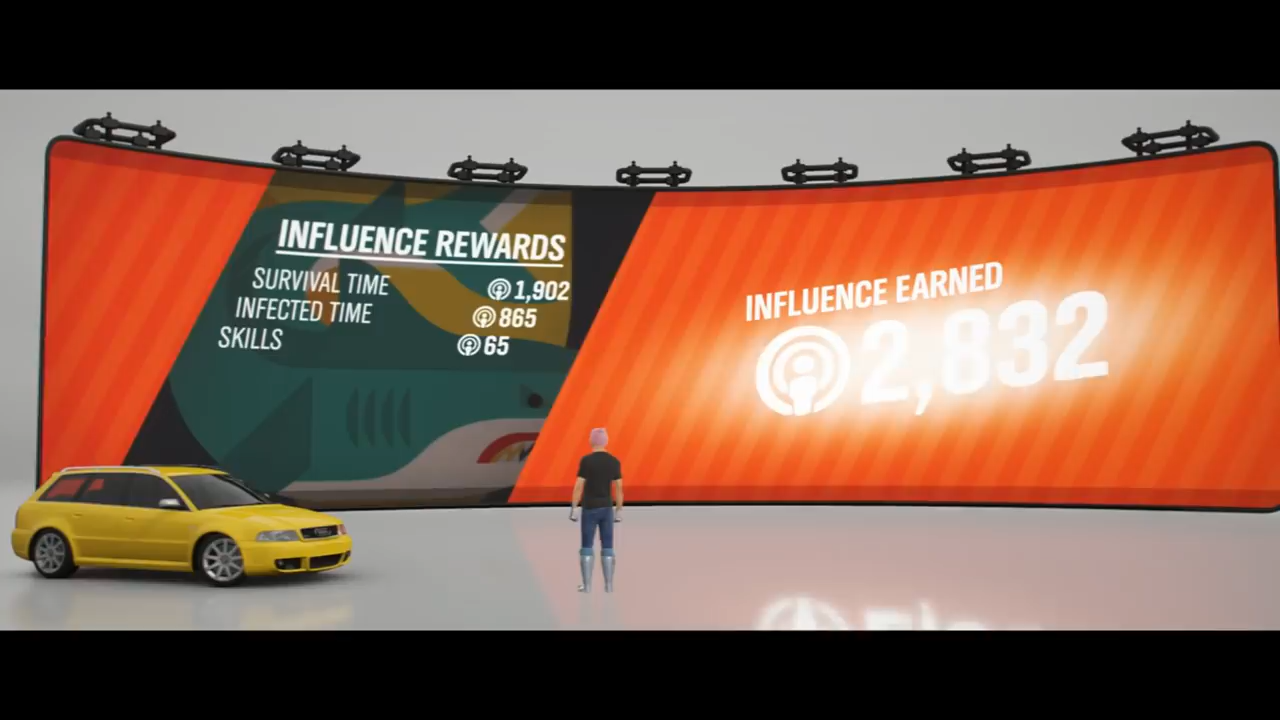 INFLUENCE REWARDS
SURVIVAL TIME 1,902
INFECTED TIME 865
SKILLS 65
INFLUENCE EARNED
2,832